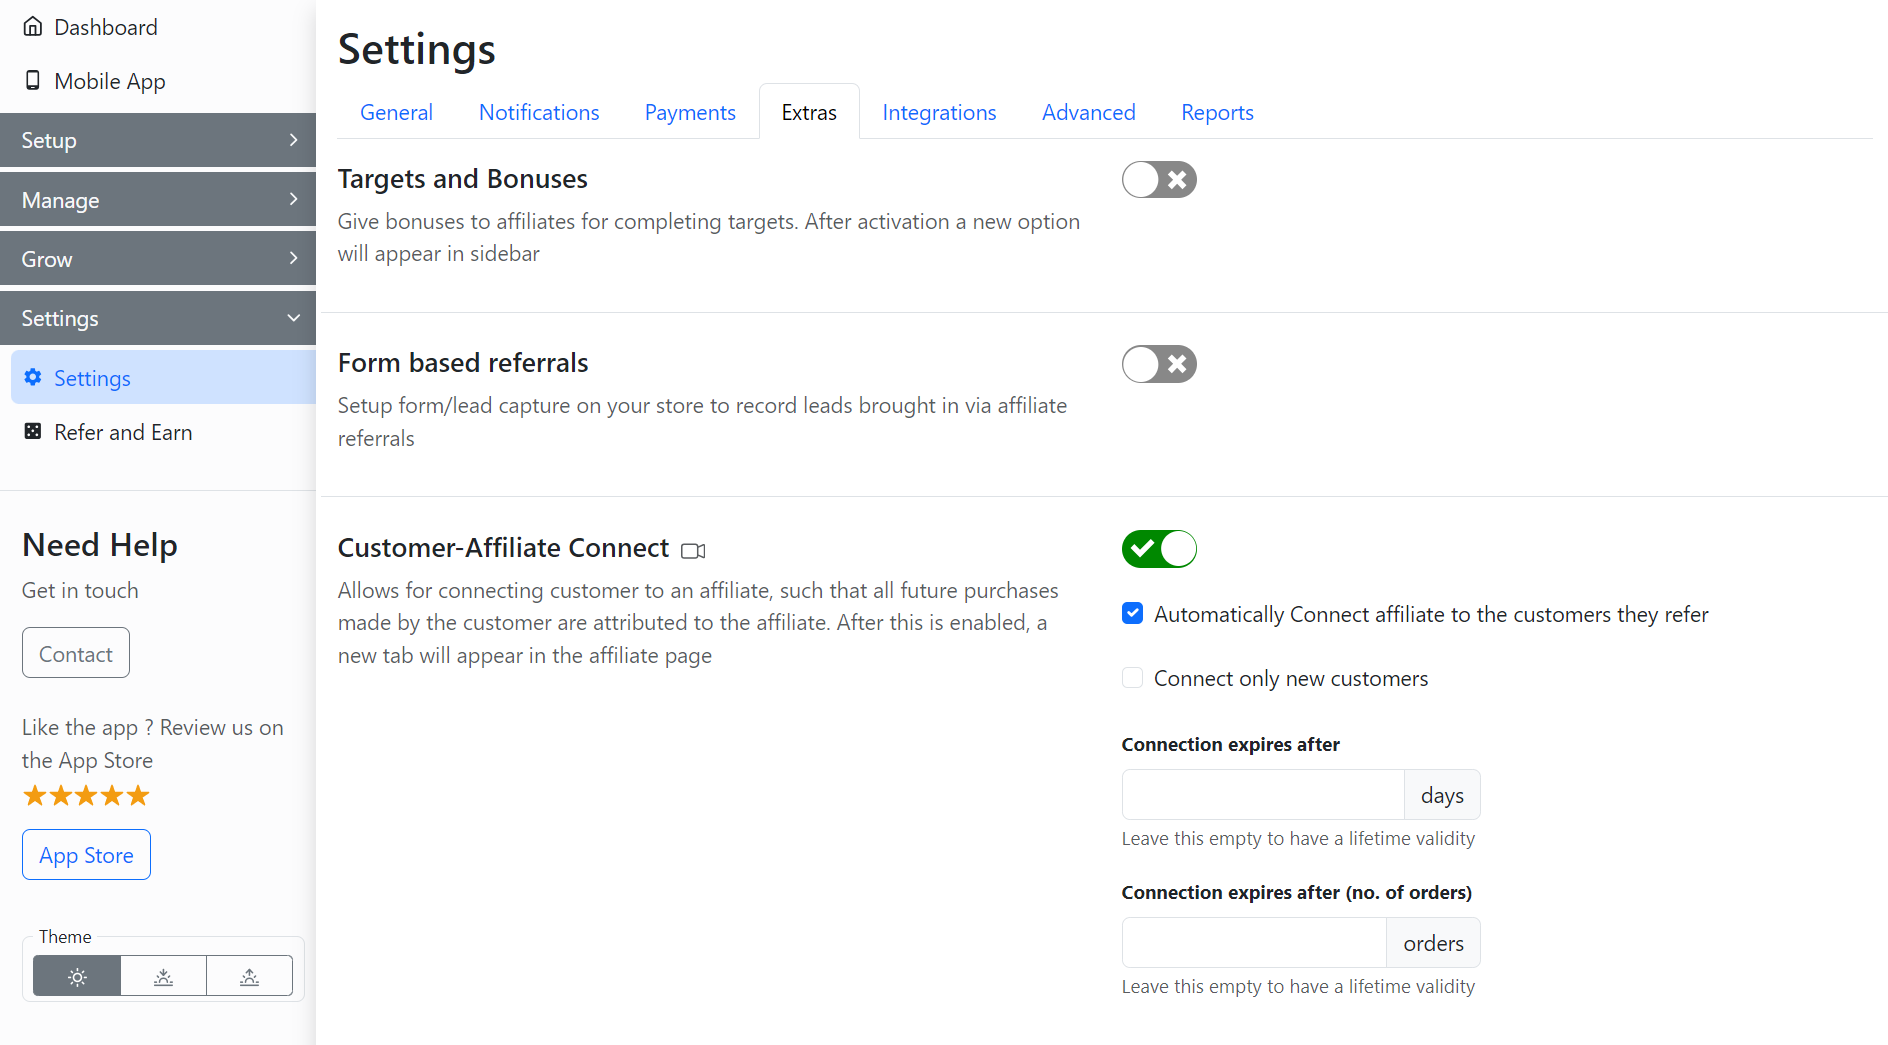 Dashboard
Mobile App
Setup
Manage
Grow
Settings
Settings
Refer and Earn
Need Help
Get in touch
Contact
Like the app ? Review us on
the App Store
App Store
Theme
Settings
General Notifications Payments Extras Integrations Advanced Reports
Targets and Bonuses
Give bonuses to affiliates for completing targets. After activation a new option
will appear in sidebar
Form based referrals
Setup form/lead capture on your store to record leads brought in via affiliate
referrals
Customer-Affiliate Connect
Allows for connecting customer to an affiliate, such that all future purchases
made by the customer are attributed to the affiliate. After this is enabled, a
new tab will appear in the affiliate page
Automatically Connect affiliate to the customers they refer
Connect only new customers
Connection expires after
days
Leave this empty to have a lifetime validity
Connection expires after (no. of orders)
orders
Leave this empty to have a lifetime validity